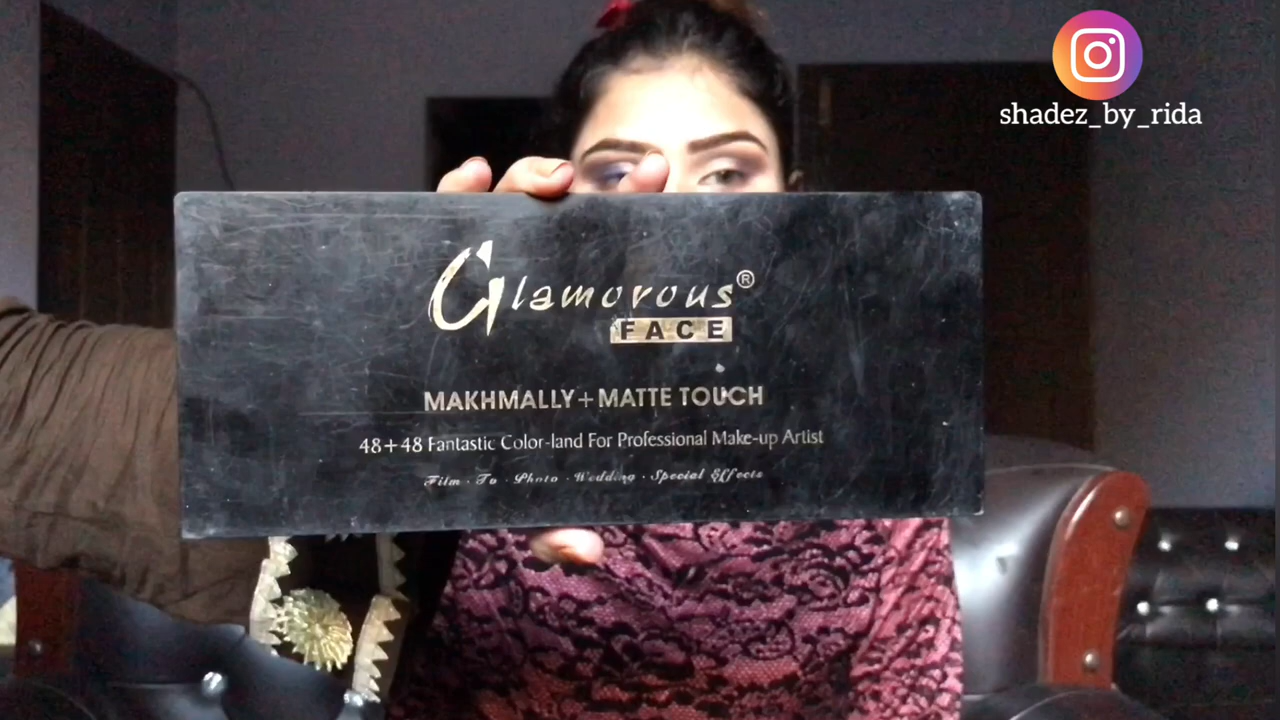 shadez_by_rida
Glamorous®
FACE
MAKHMALLY+MATTE TOUCH
48+48 Fantastic Color-land For Professional Make-up Artist
Film · To · Photo · Wedding · Special Effects